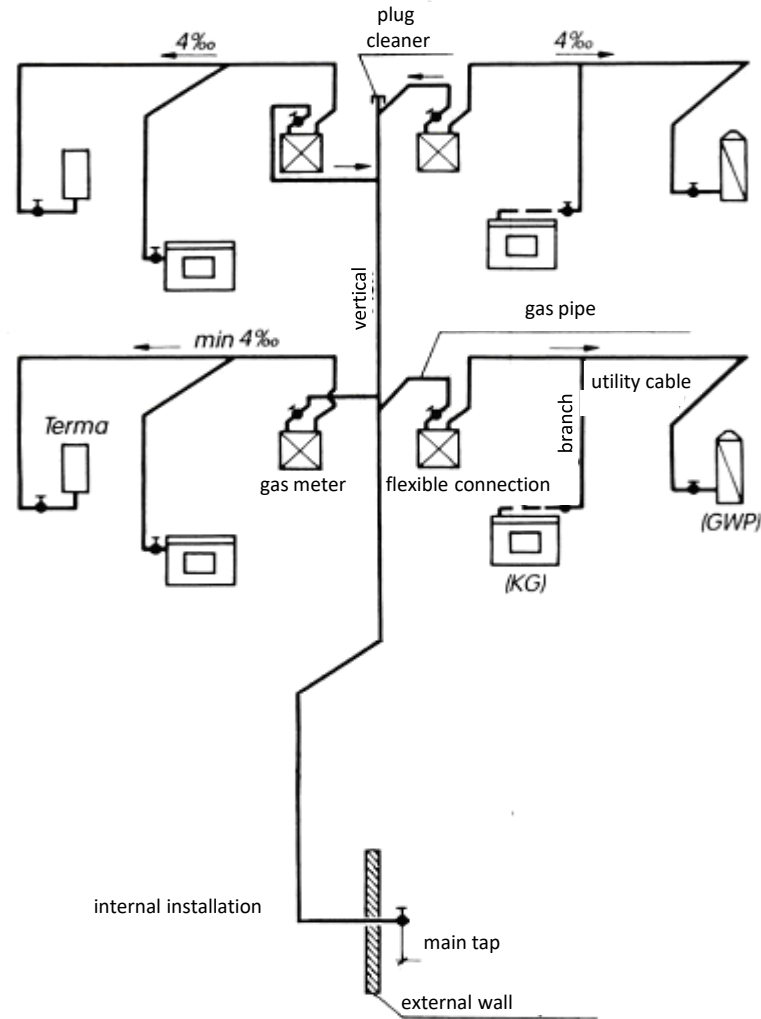 plug
cleaner
4‰
4‰
vertical
gas pipe
min 4‰
utility cable
branch
Terma
gas meter
flexible connection
(GWP)
(KG)
internal installation
main tap
external wall